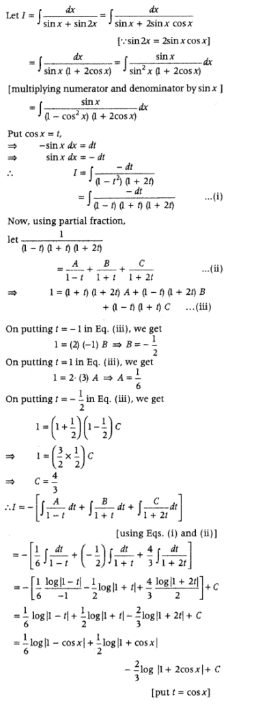 Let I = ∫ dx / (sin x + sin 2x) = ∫ dx / (sin x + 2sin x cos x)
[∵ sin 2x = 2sin x cos x]
= ∫ dx / (sin x (1 + 2cos x)) = ∫ sin x / (sin² x (1 + 2cos x)) dx
[multiplying numerator and denominator by sin x ]
= ∫ sin x / ((1 − cos² x) (1 + 2cos x)) dx
Put cos x = t,
⇒ −sin x dx = dt
⇒ sin x dx = − dt
∴ I = ∫ − dt / ((1 − t²) (1 + 2t))
= ∫ − dt / ((1 − t) (1 + t) (1 + 2t)) ...(i)
Now, using partial fraction,
let 1 / ((1 − t) (1 + t) (1 + 2t))
= A / (1 − t) + B / (1 + t) + C / (1 + 2t) ...(ii)
⇒ 1 = (1 + t) (1 + 2t) A + (1 − t) (1 + 2t) B
+ (1 − t) (1 + t) C ...(iii)
On putting t = − 1 in Eq. (iii), we get
1 = (2) (−1) B ⇒ B = − 1/2
On putting t = 1 in Eq. (iii), we get
1 = 2· (3) A ⇒ A = 1/6
On putting t = − 1/2 in Eq. (iii), we get
1 = (1 + 1/2)(1 − 1/2) C
⇒ 1 = (3/2 × 1/2) C
⇒ C = 4/3
∴ I = − [∫ A / (1 − t) dt + ∫ B / (1 + t) dt + ∫ C / (1 + 2t) dt]
[using Eqs. (i) and (ii)]
= − [1/6 ∫ dt / (1 − t) + (− 1/2) ∫ dt / (1 + t) + 4/3 ∫ dt / (1 + 2t)]
= − [1/6 log|1 − t| / −1 − 1/2 log|1 + t| + 4/3 log|1 + 2t| / 2] + C
= 1/6 log|1 − t| + 1/2 log|1 + t| − 2/3 log|1 + 2t| + C
= 1/6 log|1 − cos x| + 1/2 log|1 + cos x|
− 2/3 log |1 + 2cos x| + C
[put t = cos x]